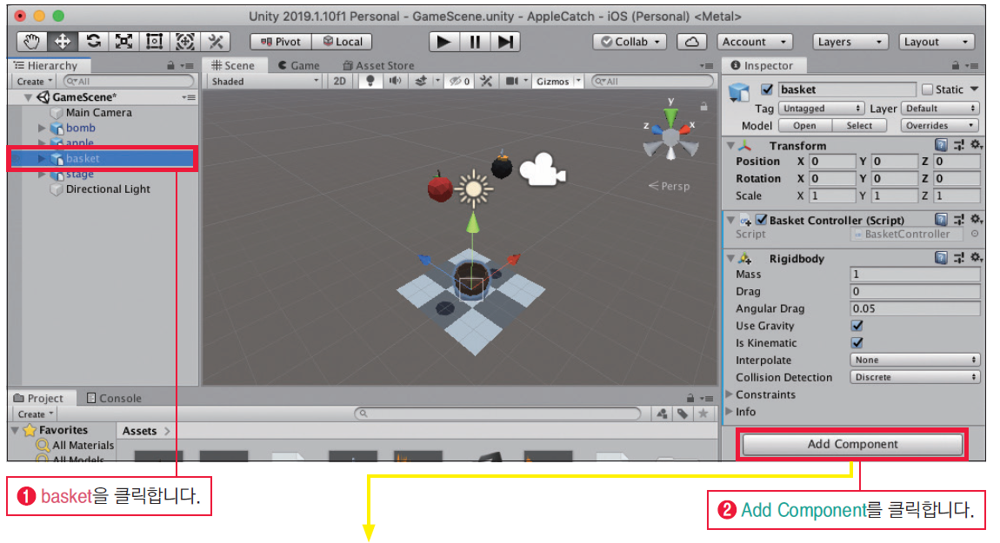 Unity 2019.1.10f1 Personal - GameScene.unity - AppleCatch - iOS (Personal) <Metal>
Pivot Local Collab Account Layers Layout
Hierarchy
Create All
GameScene*
Main Camera
bomb
apple
basket
stage
Directional Light
Scene Game Asset Store
Shaded 2D 0 Gizmos All
y
z x
Persp
Inspector
basket Static
Tag Untagged Layer Default
Model Open Select Overrides
Transform
Position X 0 Y 0 Z 0
Rotation X 0 Y 0 Z 0
Scale X 1 Y 1 Z 1
Basket Controller (Script)
Script BasketController
Rigidbody
Mass 1
Drag 0
Angular Drag 0.05
Use Gravity
Is Kinematic
Interpolate None
Collision Detection Discrete
Constraints
Info
Add Component
Project Console
Create
Favorites
All Materials
All Models
Assets >
❶ basket을 클릭합니다.
❷ Add Component를 클릭합니다.